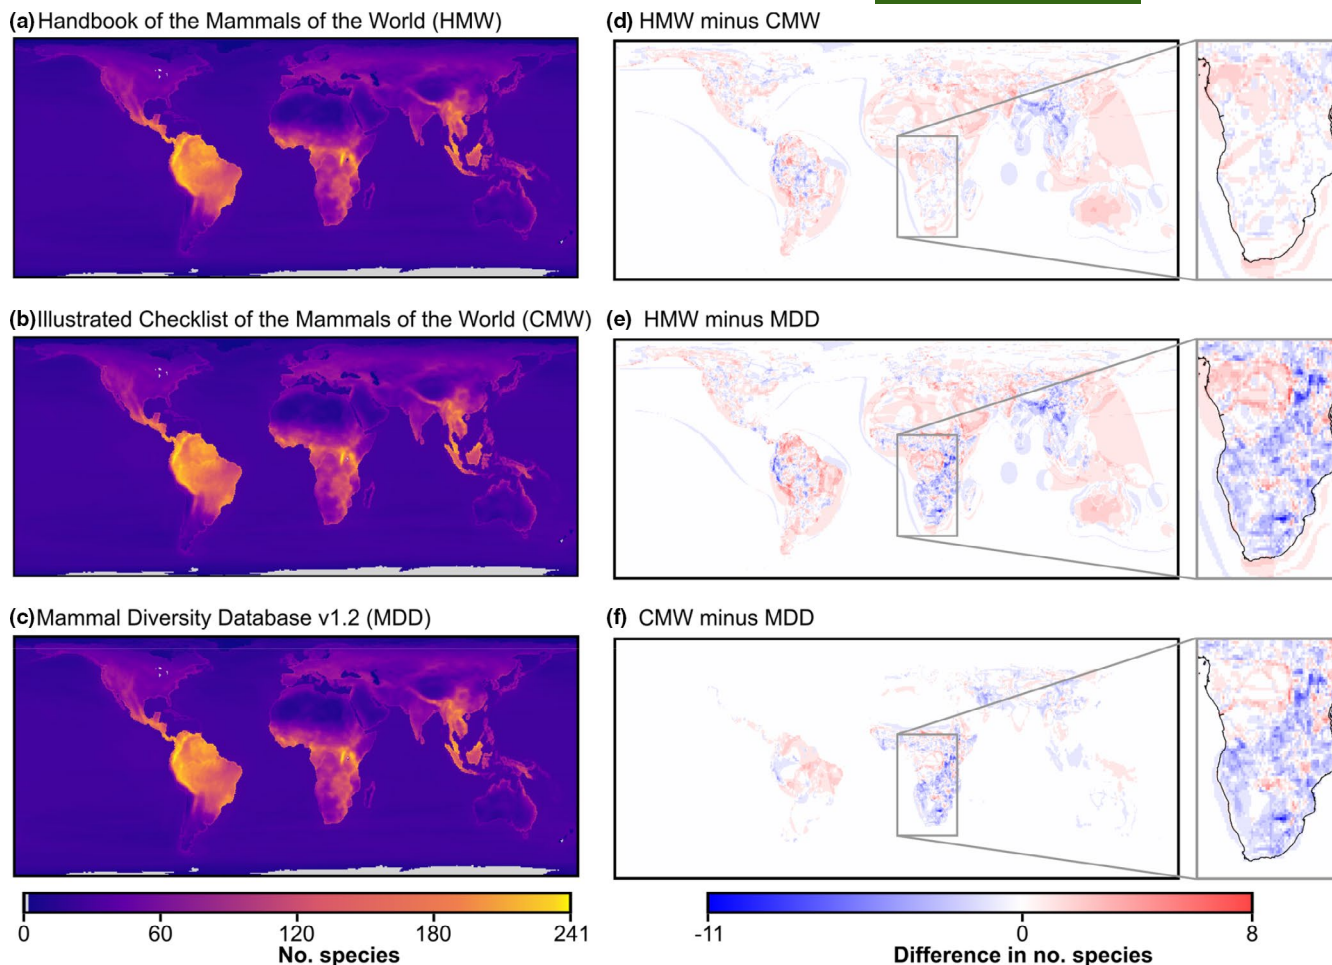 (a) Handbook of the Mammals of the World (HMW)
(d) HMW minus CMW
(b) Illustrated Checklist of the Mammals of the World (CMW)
(e) HMW minus MDD
(c) Mammal Diversity Database v1.2 (MDD)
(f) CMW minus MDD
0 60 120 180 241
No. species
-11 0 8
Difference in no. species